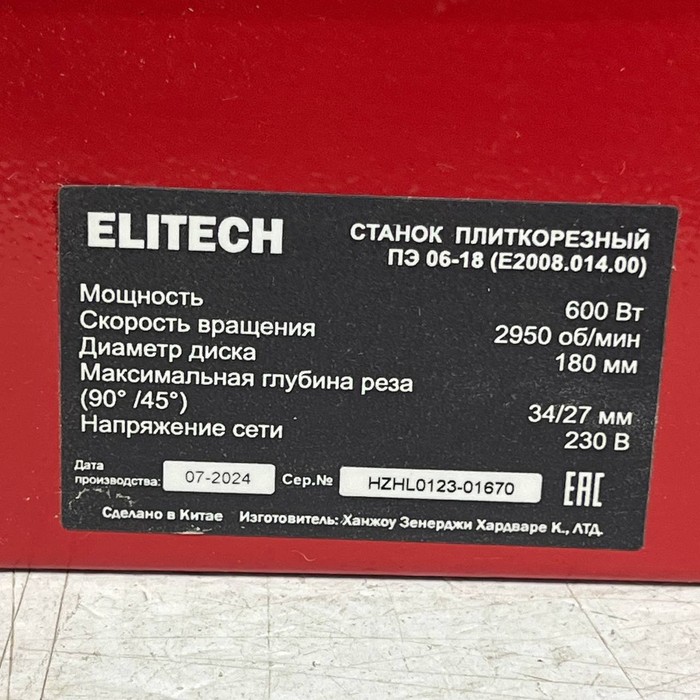 ELITECH
СТАНОК ПЛИТКОРЕЗНЫЙ
ПЭ 06-18 (E2008.014.00)
Мощность 600 Вт
Скорость вращения 2950 об/мин
Диаметр диска 180 мм
Максимальная глубина реза
(90° /45°) 34/27 мм
Напряжение сети 230 В
Дата
производства: 07-2024 Сер.№ HZHL0123-01670 EAC
Сделано в Китае Изготовитель: Ханжоу Зенерджи Хардваре К., ЛТД.